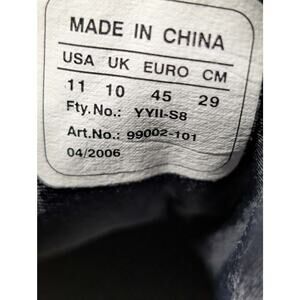 MADE IN CHINA
USA UK EURO CM
11 10 45 29
Fty.No.: YYII-S8
Art.No.: 99002-101
04/2006